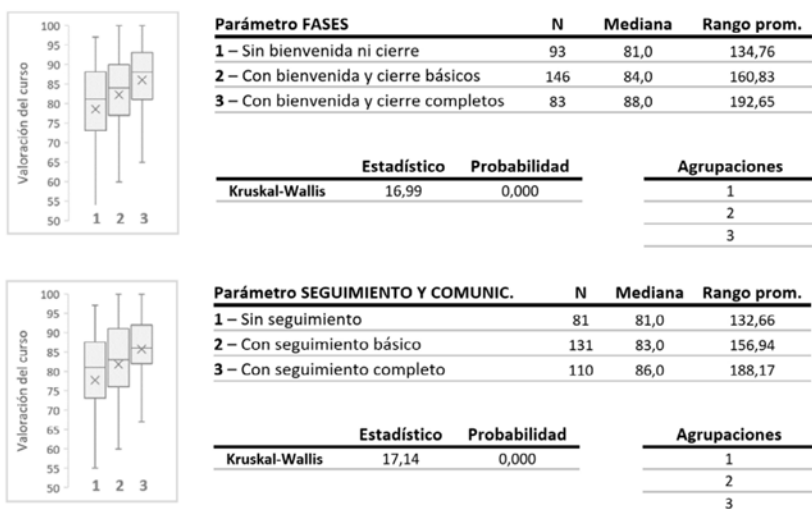 Valoración del curso
100
95
90
85
80
75
70
65
60
55
50
1 2 3
Parámetro FASES N Mediana Rango prom.
1 – Sin bienvenida ni cierre 93 81,0 134,76
2 – Con bienvenida y cierre básicos 146 84,0 160,83
3 – Con bienvenida y cierre completos 83 88,0 192,65
Estadístico Probabilidad
Kruskal-Wallis 16,99 0,000
Agrupaciones
1
2
3
Valoración del curso
100
95
90
85
80
75
70
65
60
55
50
1 2 3
Parámetro SEGUIMIENTO Y COMUNIC. N Mediana Rango prom.
1 – Sin seguimiento 81 81,0 132,66
2 – Con seguimiento básico 131 83,0 156,94
3 – Con seguimiento completo 110 86,0 188,17
Estadístico Probabilidad
Kruskal-Wallis 17,14 0,000
Agrupaciones
1
2
3